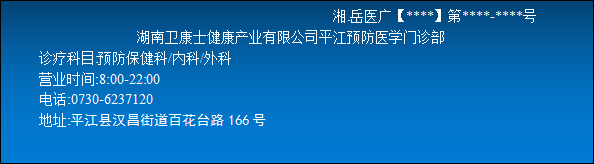 湘.岳医广【****】第****-****号
湖南卫康士健康产业有限公司平江预防医学门诊部
诊疗科目:预防保健科/内科/外科
营业时间:8:00-22:00
电话:0730-6237120
地址:平江县汉昌街道百花台路 166 号